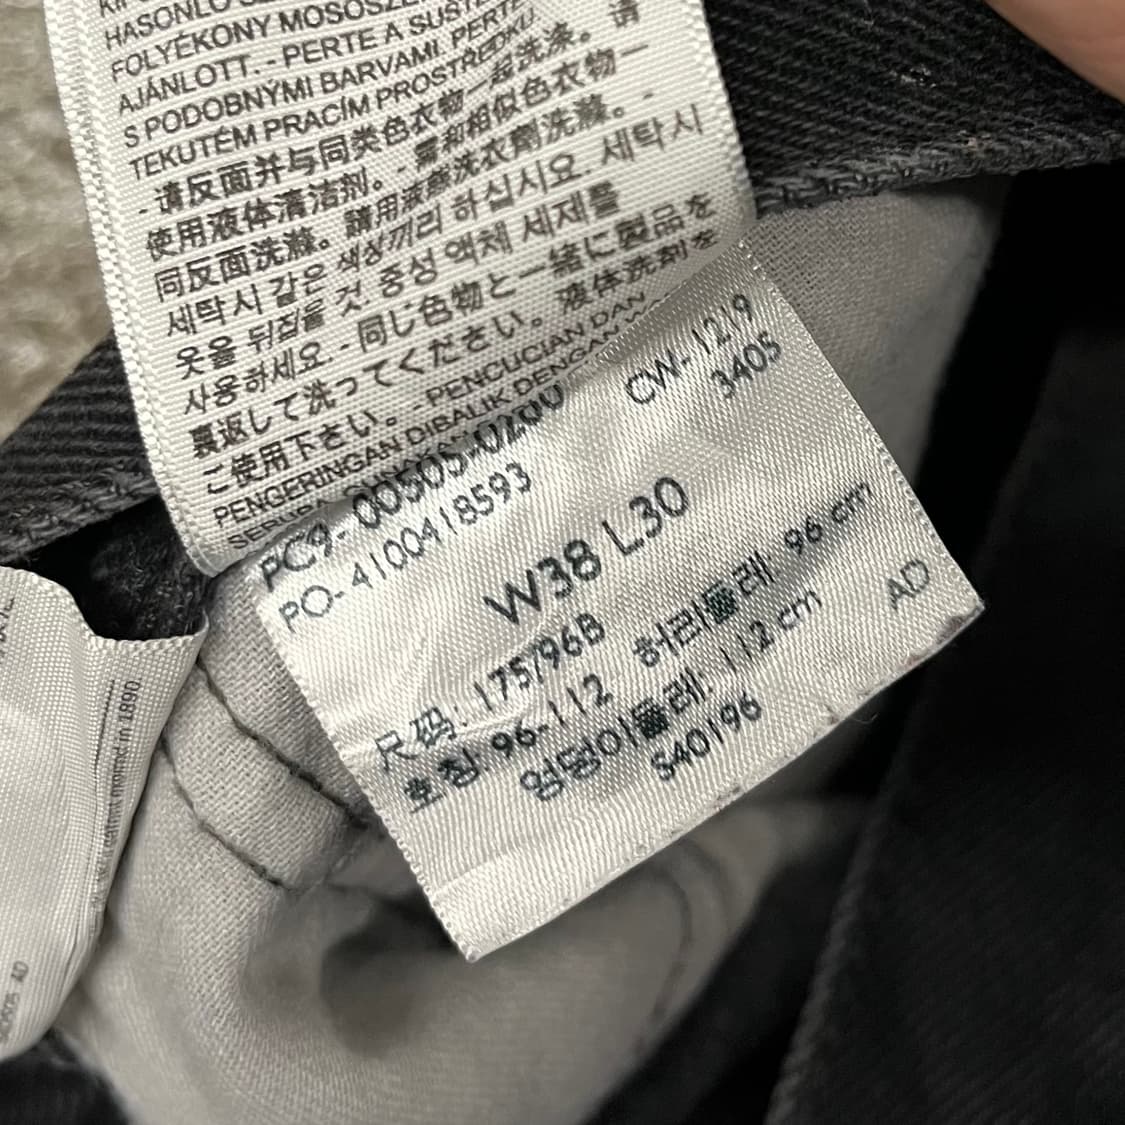 HASONLÓ
FOLYÉKONY MOSÓSZE
AJÁNLOTT. - PERTE A SUŠTE
S PODOBNÝMI BARVAMI. PERTE
TEKUTÉM PRACÍM PROSTŘEDKU
- 请反面并与同类色衣物一起洗涤。 请
使用液体清洁剂。 - 需和相似色衣物一
同反面洗滌。 請用液態洗衣劑洗滌。 -
세탁시 같은 색상끼리 하십시요. 세탁시
옷을 뒤집을 것. 중성 액체 세제를
사용하세요. - 同じ色物と一緒に製品を
裏返して洗ってください。 液体洗剤を
ご使用下さい。 - PENCUCIAN DAN
PENGERINGAN DIBALIK DENGAN
CW-1219
3405
PC9-00505-0200
PO-4100418593
W38 L30
尺码: 175/96B
호칭 96-112 허리둘레: 96 cm
엉덩이둘레: 112 cm
S40196
AD
AD